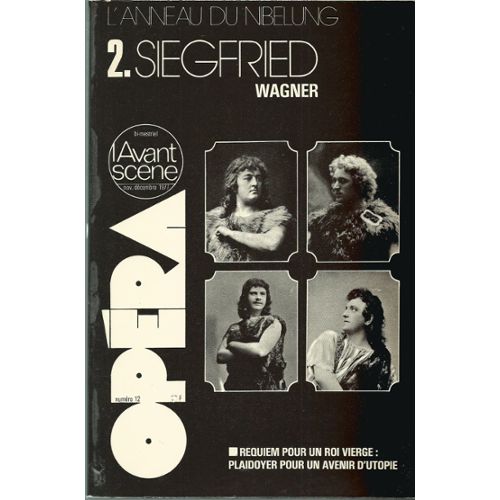 L'ANNEAU DU NIBELUNG
2. SIEGFRIED
WAGNER
bi-mestriel
l'Avant
scène
nov. décembre 1977
OPÉRA
numéro 12
F
■ REQUIEM POUR UN ROI VIERGE :
PLAIDOYER POUR UN AVENIR D'UTOPIE